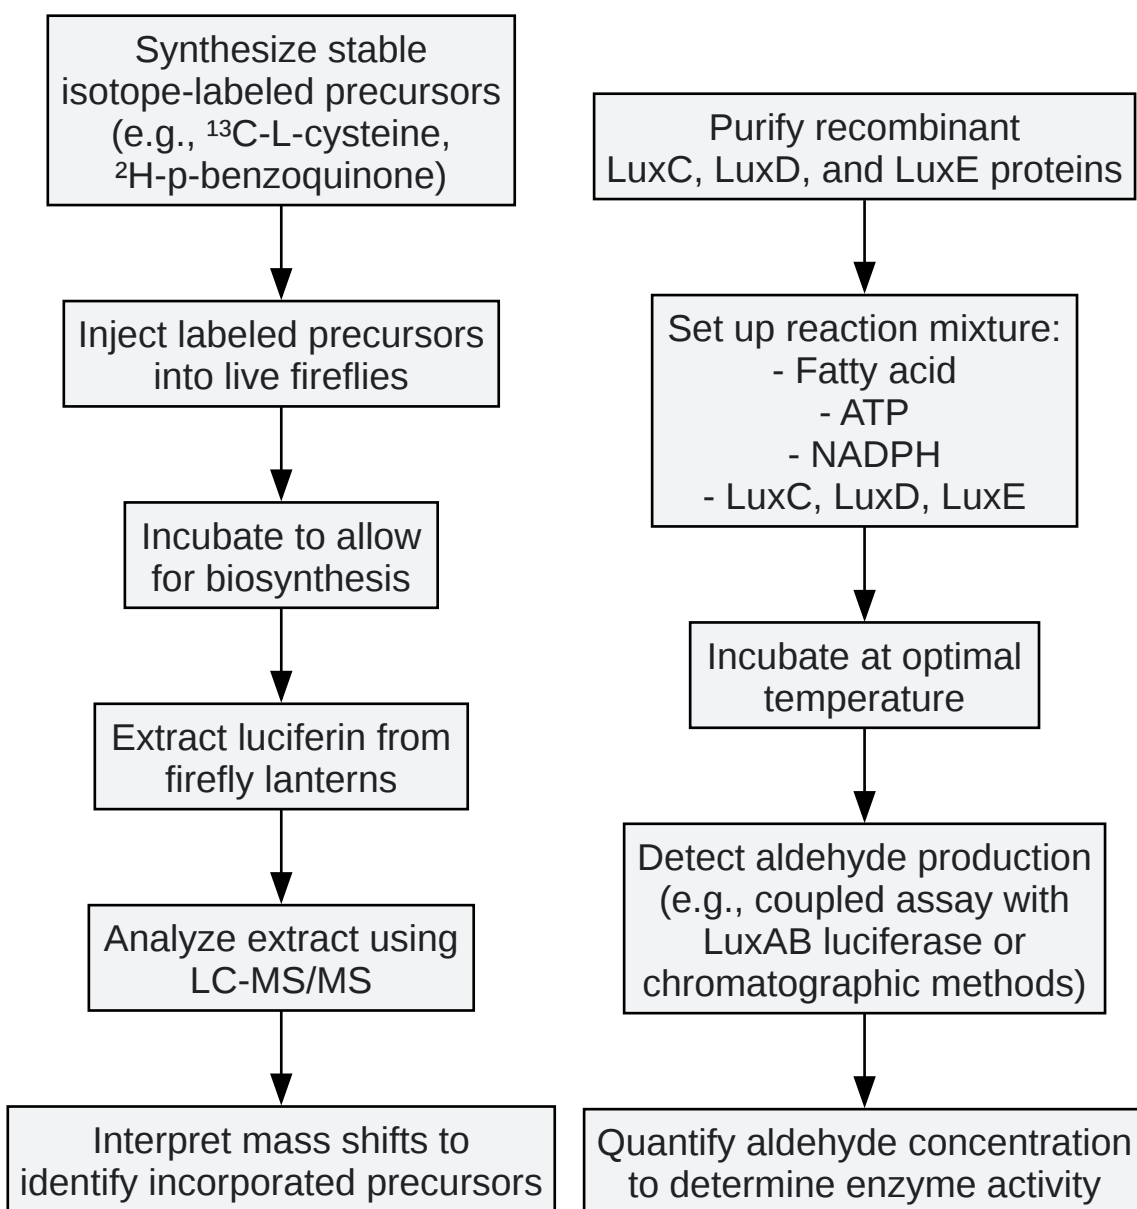 Synthesize stable
isotope-labeled precursors
(e.g., ¹³C-L-cysteine,
²H-p-benzoquinone)
Inject labeled precursors
into live fireflies
Incubate to allow
for biosynthesis
Extract luciferin from
firefly lanterns
Analyze extract using
LC-MS/MS
Interpret mass shifts to
identify incorporated precursors
Purify recombinant
LuxC, LuxD, and LuxE proteins
Set up reaction mixture:
- Fatty acid
- ATP
- NADPH
- LuxC, LuxD, LuxE
Incubate at optimal
temperature
Detect aldehyde production
(e.g., coupled assay with
LuxAB luciferase or
chromatographic methods)
Quantify aldehyde concentration
to determine enzyme activity